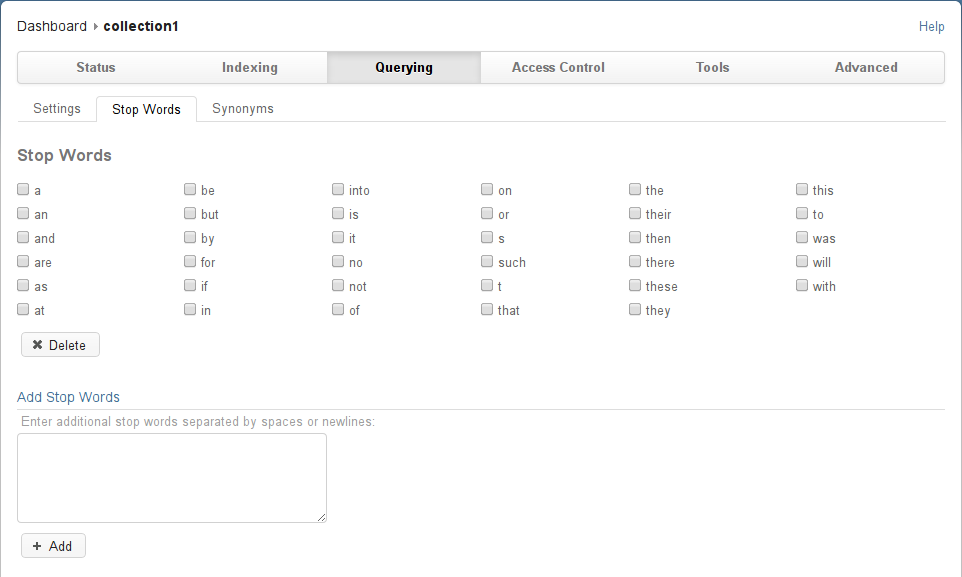 Dashboard › collection1 Help
Status Indexing Querying Access Control Tools Advanced
Settings Stop Words Synonyms
Stop Words
a be into on the this
an but is or their to
and by it s then was
are for no such there will
as if not t these with
at in of that they
✖ Delete
Add Stop Words
Enter additional stop words separated by spaces or newlines:
+ Add